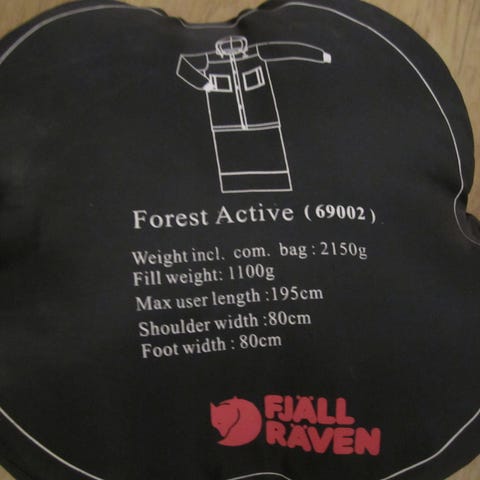 Forest Active (69002)
Weight incl. com. bag : 2150g
Fill weight: 1100g
Max user length :195cm
Shoulder width :80cm
Foot width : 80cm
FJÄLL
RÄVEN